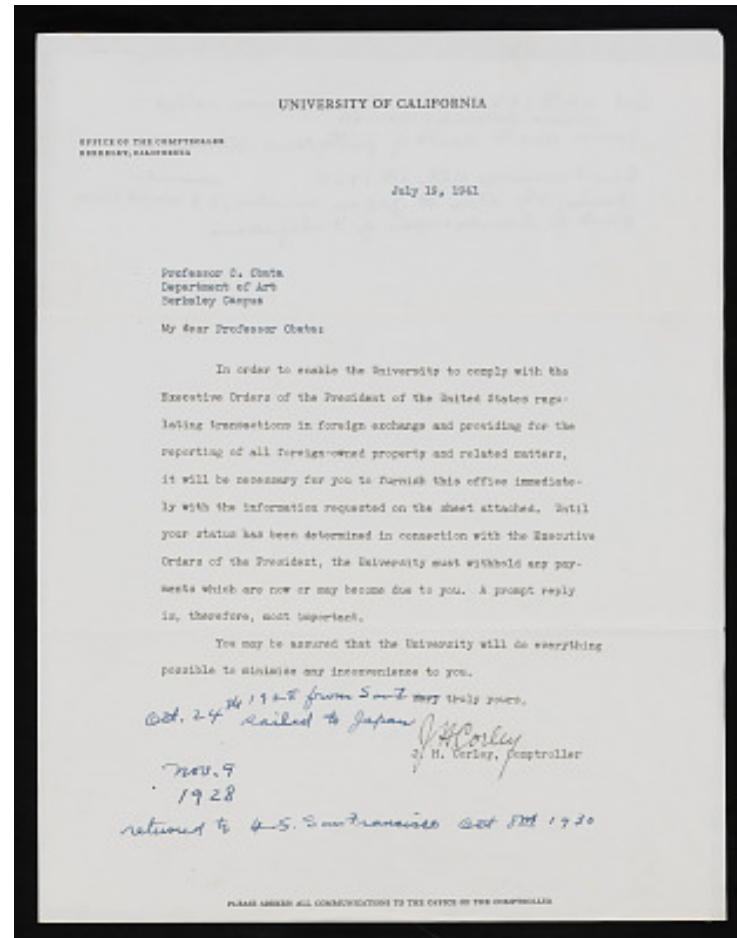 UNIVERSITY OF CALIFORNIA
OFFICE OF THE COMPTROLLER
BERKELEY, CALIFORNIA
July 19, 1941
Professor C. Obata
Department of Art
Berkeley Campus
My dear Professor Obata:
In order to enable the University to comply with the
Executive Orders of the President of the United States regu-
lating transactions in foreign exchange and providing for the
reporting of all foreign-owned property and related matters,
it will be necessary for you to furnish this office immediate-
ly with the information requested on the sheet attached. Until
your status has been determined in connection with the Executive
Orders of the President, the University must withhold any pay-
ments which are now or may become due to you. A prompt reply
is, therefore, most important.
You may be assured that the University will do everything
possible to minimize any inconvenience to you.
Very truly yours,
Oct. 24th from San F
sailed to Japan
J H Corley
J. H. Corley, Comptroller
Nov. 9
1928
returned to U.S. San Francisco Oct 1930
PLEASE ADDRESS ALL COMMUNICATIONS TO THE OFFICE OF THE COMPTROLLER